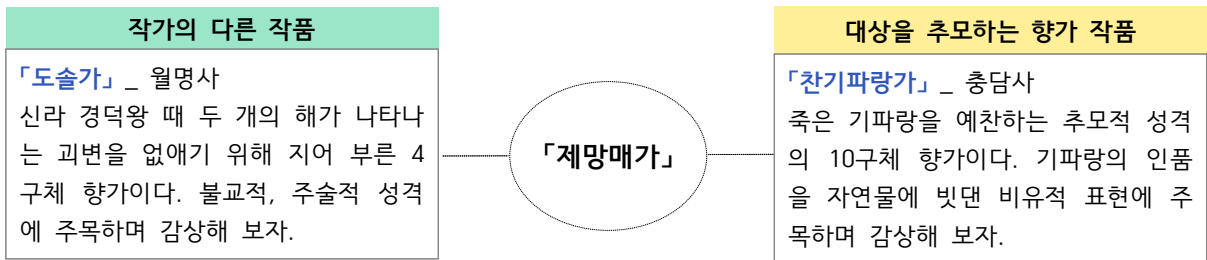 작가의 다른 작품
「도솔가」 _ 월명사
신라 경덕왕 때 두 개의 해가 나타나
는 괴변을 없애기 위해 지어 부른 4
구체 향가이다. 불교적, 주술적 성격
에 주목하며 감상해 보자.
「제망매가」
대상을 추모하는 향가 작품
「찬기파랑가」 _ 충담사
죽은 기파랑을 예찬하는 추모적 성격
의 10구체 향가이다. 기파랑의 인품
을 자연물에 빗댄 비유적 표현에 주
목하며 감상해 보자.